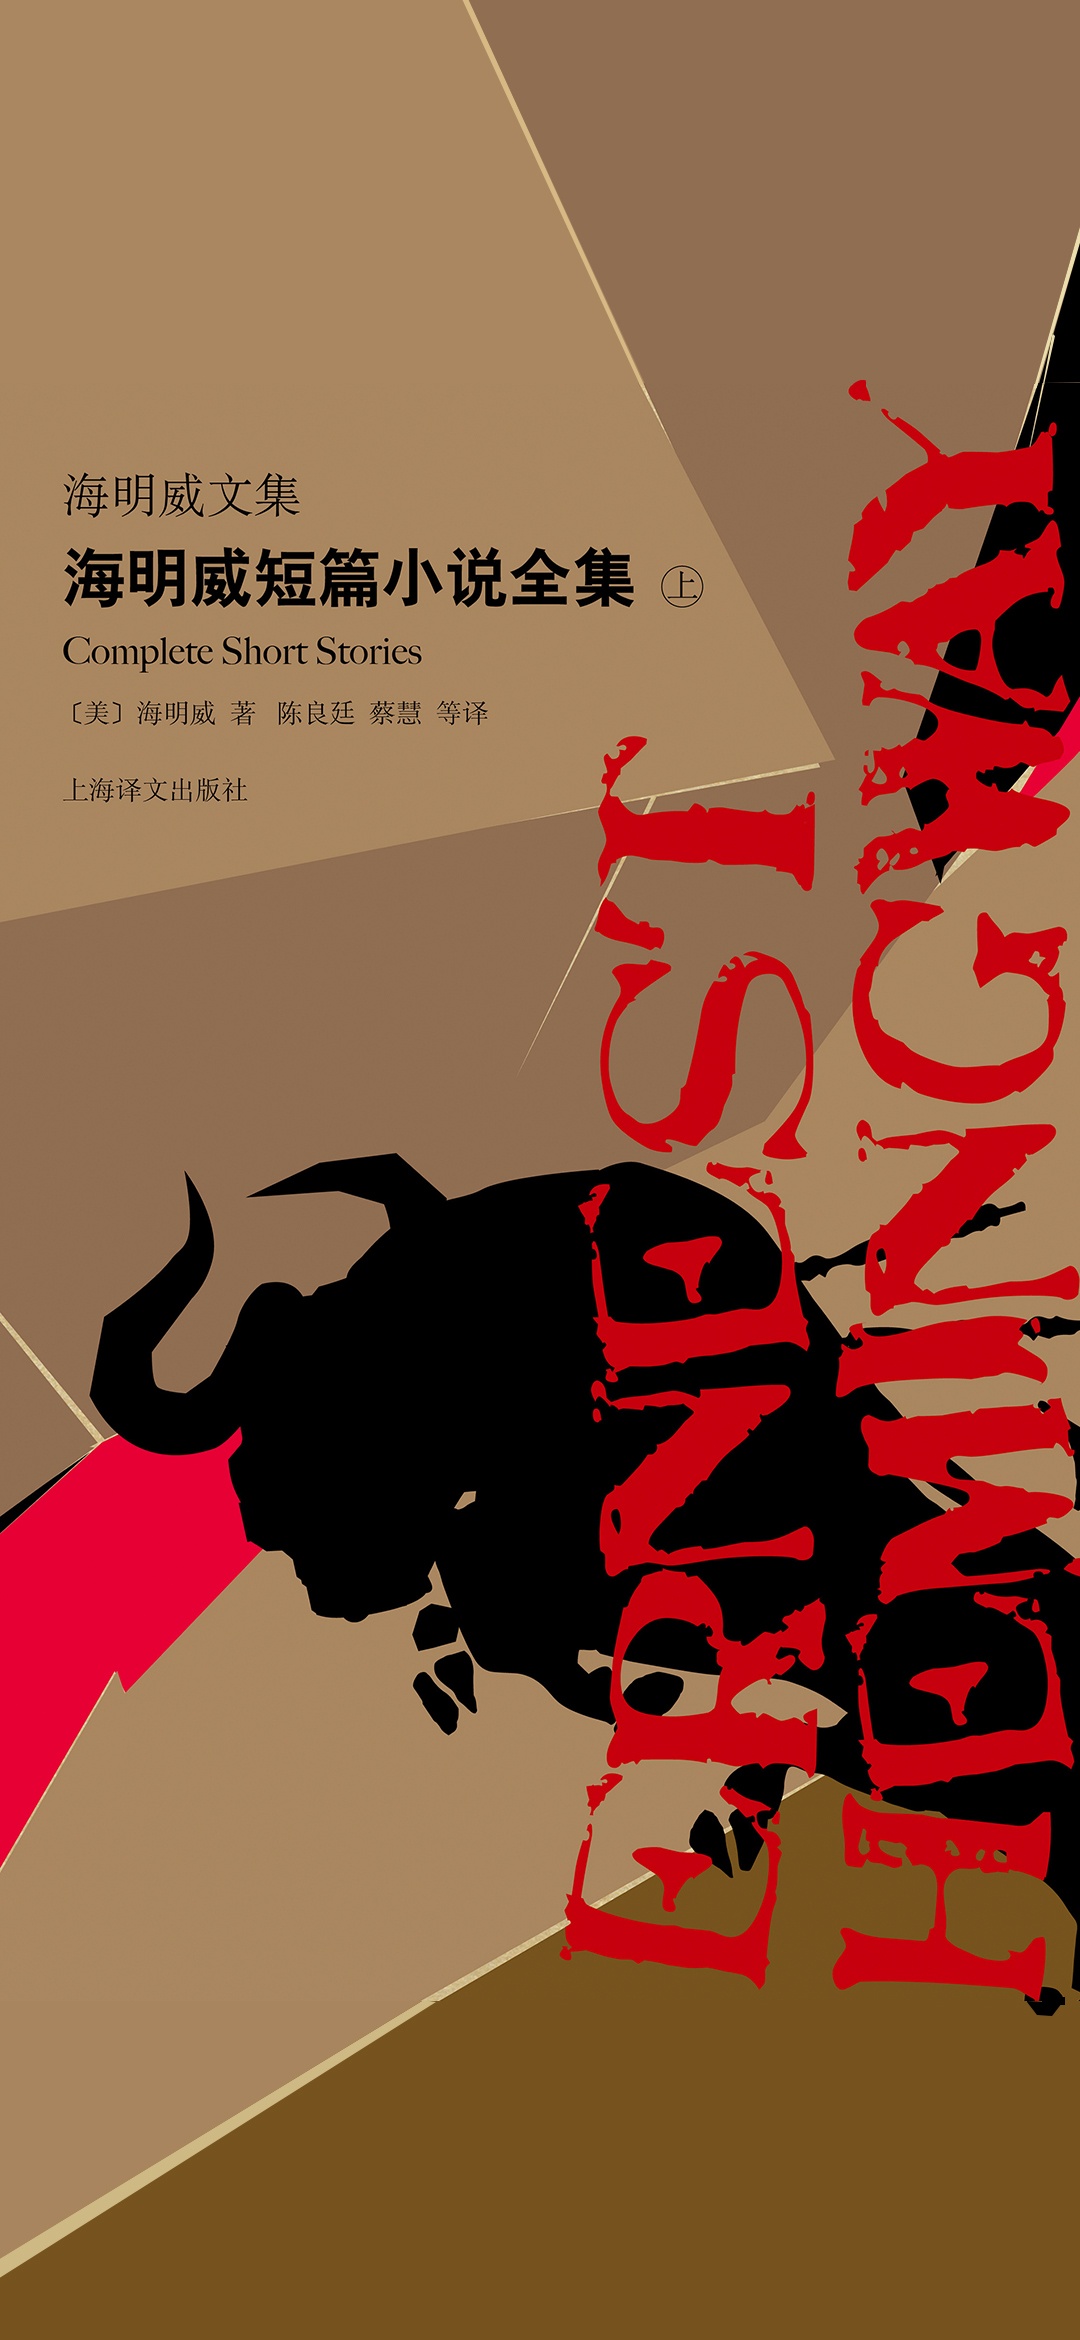 海明威文集
海明威短篇小说全集 上
Complete Short Stories
〔美〕海明威 著 陈良廷 蔡慧 等译
上海译文出版社
ERNEST
HEMINGWAY